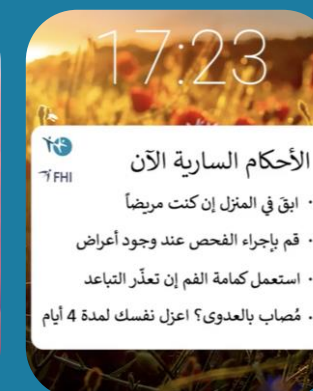 17:23
الأحكام السارية الآن
FHI
· ابقَ في المنزل إن كنت مريضاً
· قم بإجراء الفحص عند وجود أعراض
· استعمل كمامة الفم إن تعذّر التباعد
· مُصاب بالعدوى؟ اعزل نفسك لمدة 4 أيام